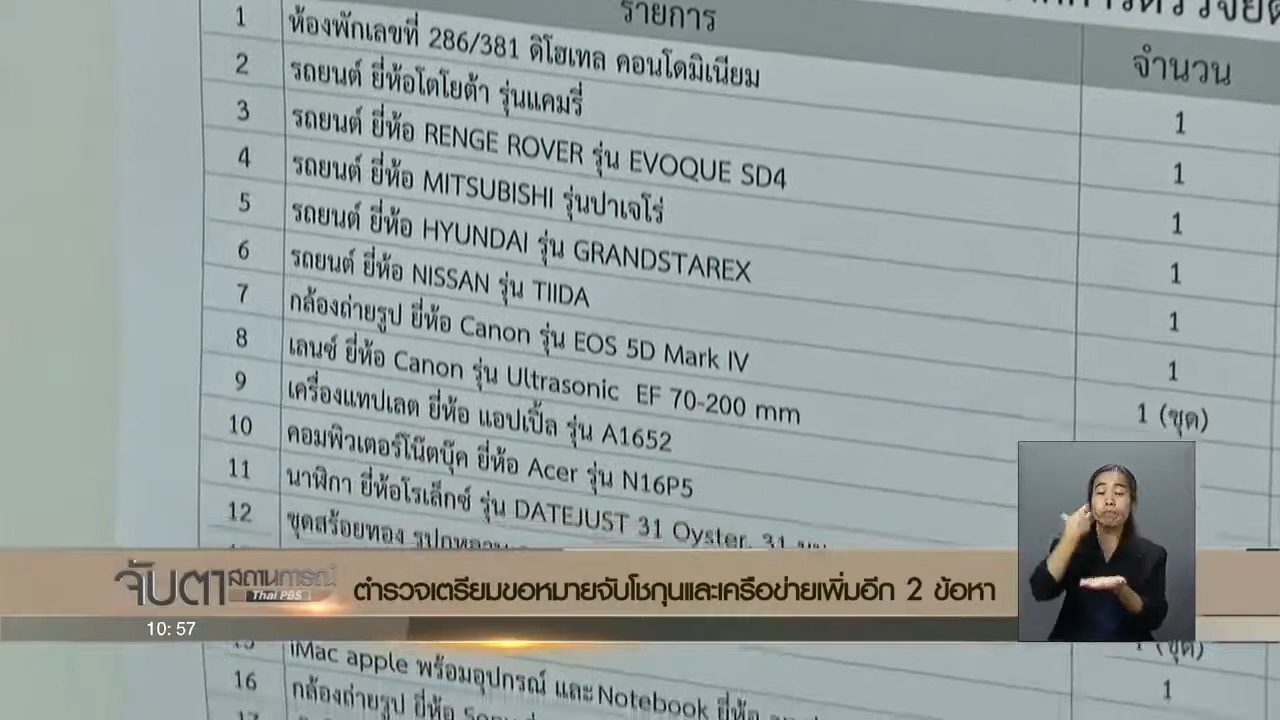 รายการ
จำนวน
1 ห้องพักเลขที่ 286/381 ดิโฮเทล คอนโดมิเนียม 1
2 รถยนต์ ยี่ห้อโตโยต้า รุ่นแคมรี่ 1
3 รถยนต์ ยี่ห้อ RENGE ROVER รุ่น EVOQUE SD4 1
4 รถยนต์ ยี่ห้อ MITSUBISHI รุ่นปาเจโร่ 1
5 รถยนต์ ยี่ห้อ HYUNDAI รุ่น GRANDSTAREX 1
6 รถยนต์ ยี่ห้อ NISSAN รุ่น TIIDA 1
7 กล้องถ่ายรูป ยี่ห้อ Canon รุ่น EOS 5D Mark IV 1 (ชุด)
8 เลนซ์ ยี่ห้อ Canon รุ่น Ultrasonic EF 70-200 mm
9 เครื่องแทปเลต ยี่ห้อ แอปเปิ้ล รุ่น A1652
10 คอมพิวเตอร์โน๊ตบุ๊ค ยี่ห้อ Acer รุ่น N16P5
11 นาฬิกา ยี่ห้อโรเล็กซ์ รุ่น DATEJUST 31 Oyster, 31
12 ชุดสร้อยทอง
จับตาสถานการณ์
Thai PBS
ตำรวจเตรียมขอหมายจับโชกุนและเครือข่ายเพิ่มอีก 2 ข้อหา
10:57
15 iMac apple พร้อมอุปกรณ์ และNotebook ยี่ห้อ 1
16 กล้องถ่ายรูป ยี่ห้อ
17